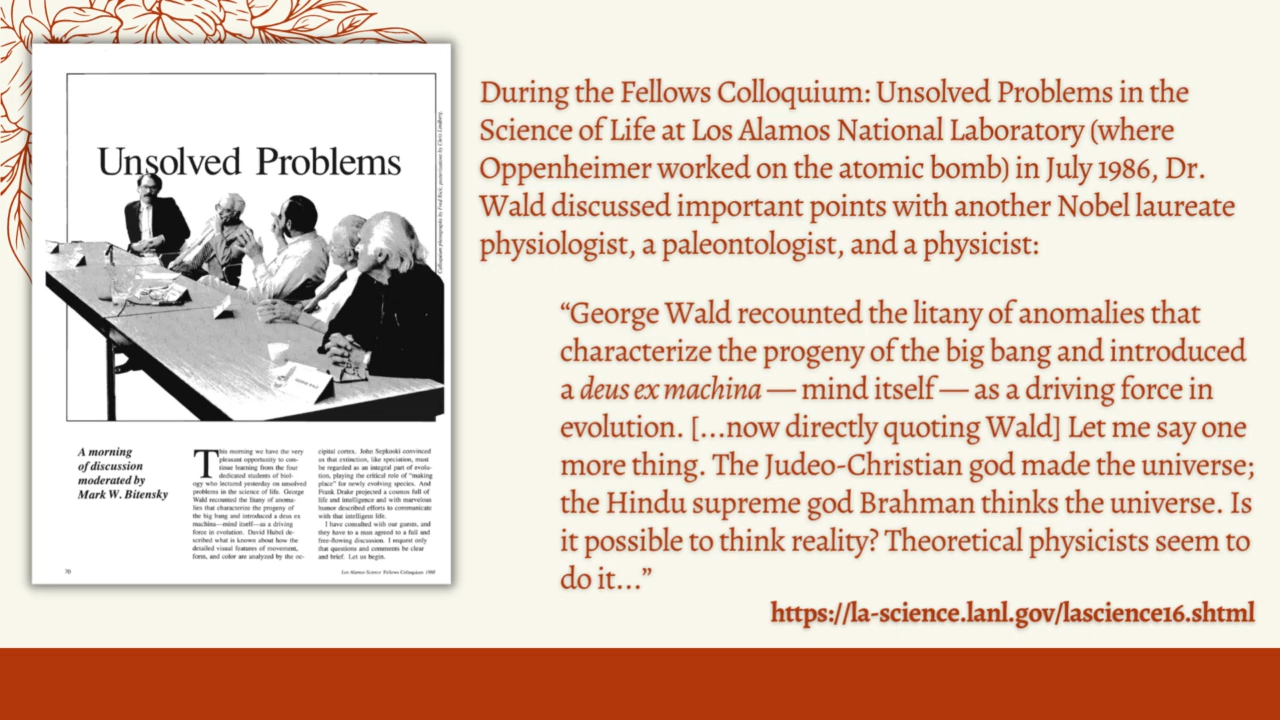 Unsolved Problems
A morning
of discussion
moderated by
Mark W. Bitensky
This morning we have the very
pleasant opportunity to con-
tinue learning from the four
dedicated students of biol-
ogy who lectured yesterday on unsolved
problems in the science of life. George
Wald recounted the litany of anoma-
lies that characterize the progeny of
the big bang and introduced a deus ex
machina—mind itself—as a driving
force in evolution. David Hubel de-
scribed what is known about how the
detailed visual features of movement,
form, and color are analyzed by the oc-
cipital cortex. John Sepkoski convinced
us that extinction, like speciation, must
be regarded as an integral part of evolu-
tion, playing the critical role of "making
place" for newly evolving species. And
Frank Drake projected a cosmos full of
life and intelligence and with marvelous
humor described efforts to communicate
with that intelligent life.
I have consulted with our guests, and
they have to a man agreed to a full and
free-flowing discussion. I request only
that questions and comments be clear
and brief. Let us begin.
70
Los Alamos Science Fellows Colloquium 1988
During the Fellows Colloquium: Unsolved Problems in the
Science of Life at Los Alamos National Laboratory (where
Oppenheimer worked on the atomic bomb) in July 1986, Dr.
Wald discussed important points with another Nobel laureate
physiologist, a paleontologist, and a physicist:
“George Wald recounted the litany of anomalies that
characterize the progeny of the big bang and introduced
a deus ex machina — mind itself — as a driving force in
evolution. [...now directly quoting Wald] Let me say one
more thing. The Judeo-Christian god made the universe;
the Hindu supreme god Brahman thinks the universe. Is
it possible to think reality? Theoretical physicists seem to
do it...”
https://la-science.lanl.gov/lascience16.shtml